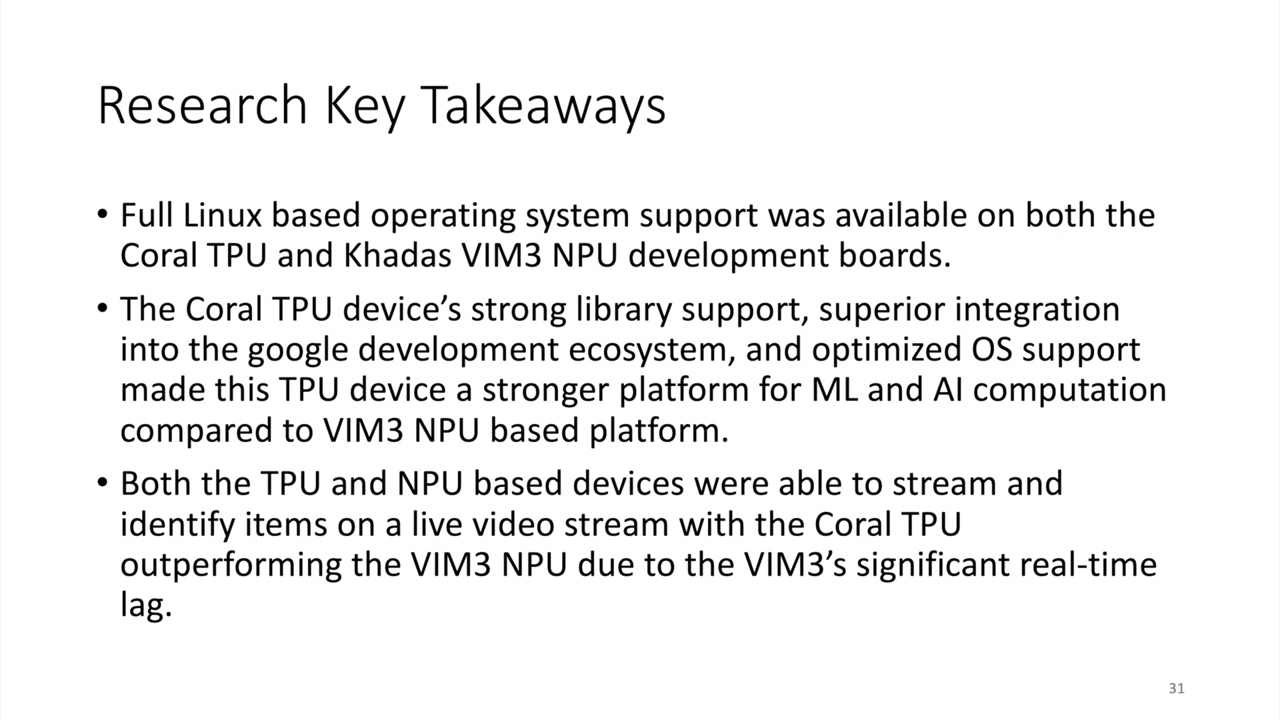 Research Key Takeaways
• Full Linux based operating system support was available on both the
Coral TPU and Khadas VIM3 NPU development boards.
• The Coral TPU device’s strong library support, superior integration
into the google development ecosystem, and optimized OS support
made this TPU device a stronger platform for ML and AI computation
compared to VIM3 NPU based platform.
• Both the TPU and NPU based devices were able to stream and
identify items on a live video stream with the Coral TPU
outperforming the VIM3 NPU due to the VIM3’s significant real-time
lag.
31